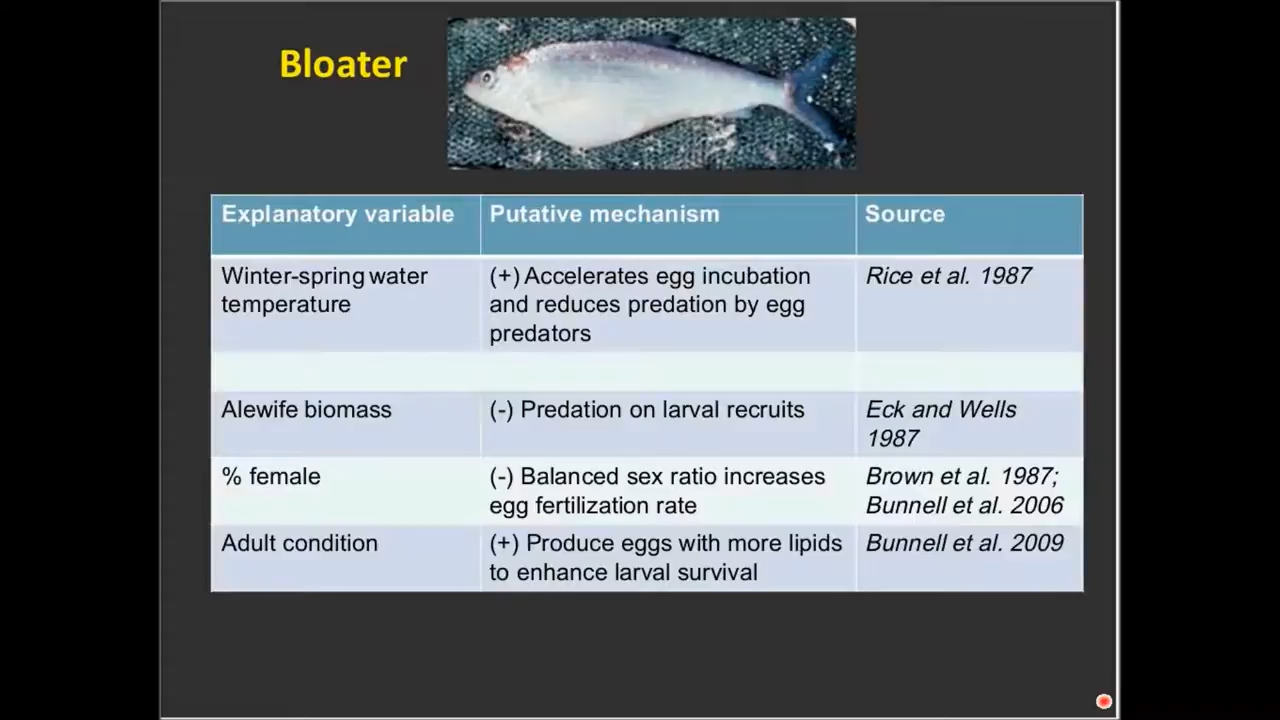 Bloater
Explanatory variable
Putative mechanism
Source
Winter-spring water
temperature
(+) Accelerates egg incubation
and reduces predation by egg
predators
Rice et al. 1987
Alewife biomass
(-) Predation on larval recruits
Eck and Wells
1987
% female
(-) Balanced sex ratio increases
egg fertilization rate
Brown et al. 1987;
Bunnell et al. 2006
Adult condition
(+) Produce eggs with more lipids
to enhance larval survival
Bunnell et al. 2009